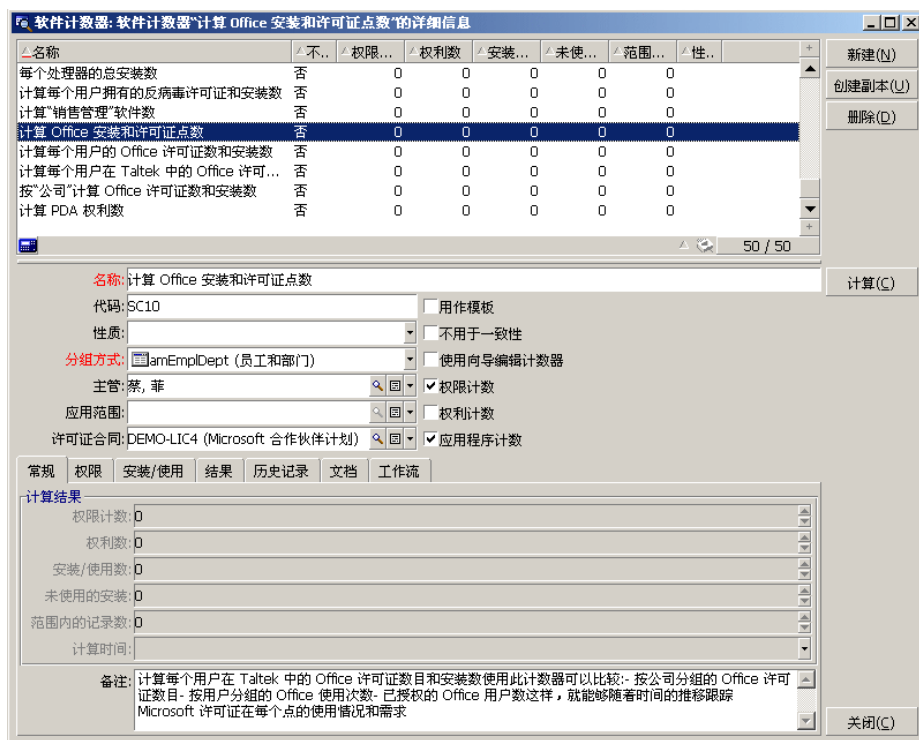 软件计数器: 软件计数器“计算 Office 安装和许可证点数”的详细信息
名称 不.. 权限... 权利数 安装... 未使... 范围... 性..
每个处理器的总安装数 否 0 0 0 0 0
计算每个用户拥有的反病毒许可证和安装数 否 0 0 0 0 0
计算“销售管理”软件数 否 0 0 0 0 0
计算 Office 安装和许可证点数 否 0 0 0 0 0
计算每个用户的 Office 许可证数和安装数 否 0 0 0 0 0
计算每个用户在 Taltek 中的 Office 许可... 否 0 0 0 0 0
按“公司”计算 Office 许可证数和安装数 否 0 0 0 0 0
计算 PDA 权利数 否 0 0 0 0 0
50 / 50
新建(N)
创建副本(U)
删除(D)
计算(C)
名称: 计算 Office 安装和许可证点数
代码: SC10 用作模板
性质: 不用于一致性
分组方式: amEmplDept (员工和部门) 使用向导编辑计数器
主管: 蔡, 菲 权限计数
应用范围: 权利计数
许可证合同: DEMO-LIC4 (Microsoft 合作伙伴计划) 应用程序计数
常规 权限 安装/使用 结果 历史记录 文档 工作流
计算结果
权限计数: 0
权利数: 0
安装/使用数: 0
未使用的安装: 0
范围内的记录数: 0
计算时间:
备注: 计算每个用户在 Taltek 中的 Office 许可证数目和安装数使用此计数器可以比较:- 按公司分组的 Office 许可
证数目- 按用户分组的 Office 使用次数- 已授权的 Office 用户数这样，就能够随着时间的推移跟踪
Microsoft 许可证在每个点的使用情况和需求
关闭(C)